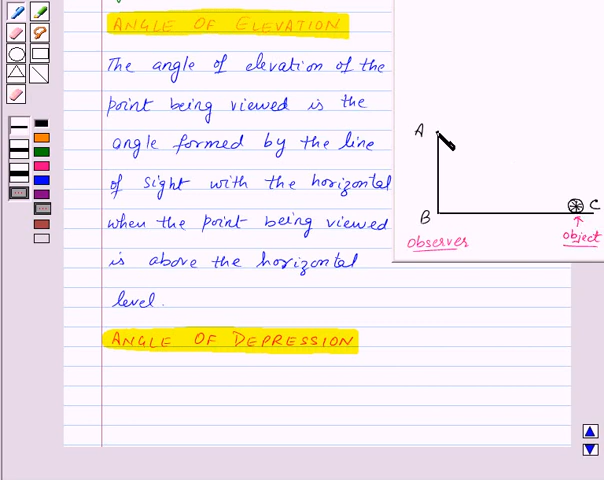 ANGLE OF ELEVATION
The angle of elevation of the
point being viewed is the
angle formed by the line
of sight with the horizontal
when the point being viewed
is above the horizontal
level.
ANGLE OF DEPRESSION
A
B
C
observer
object